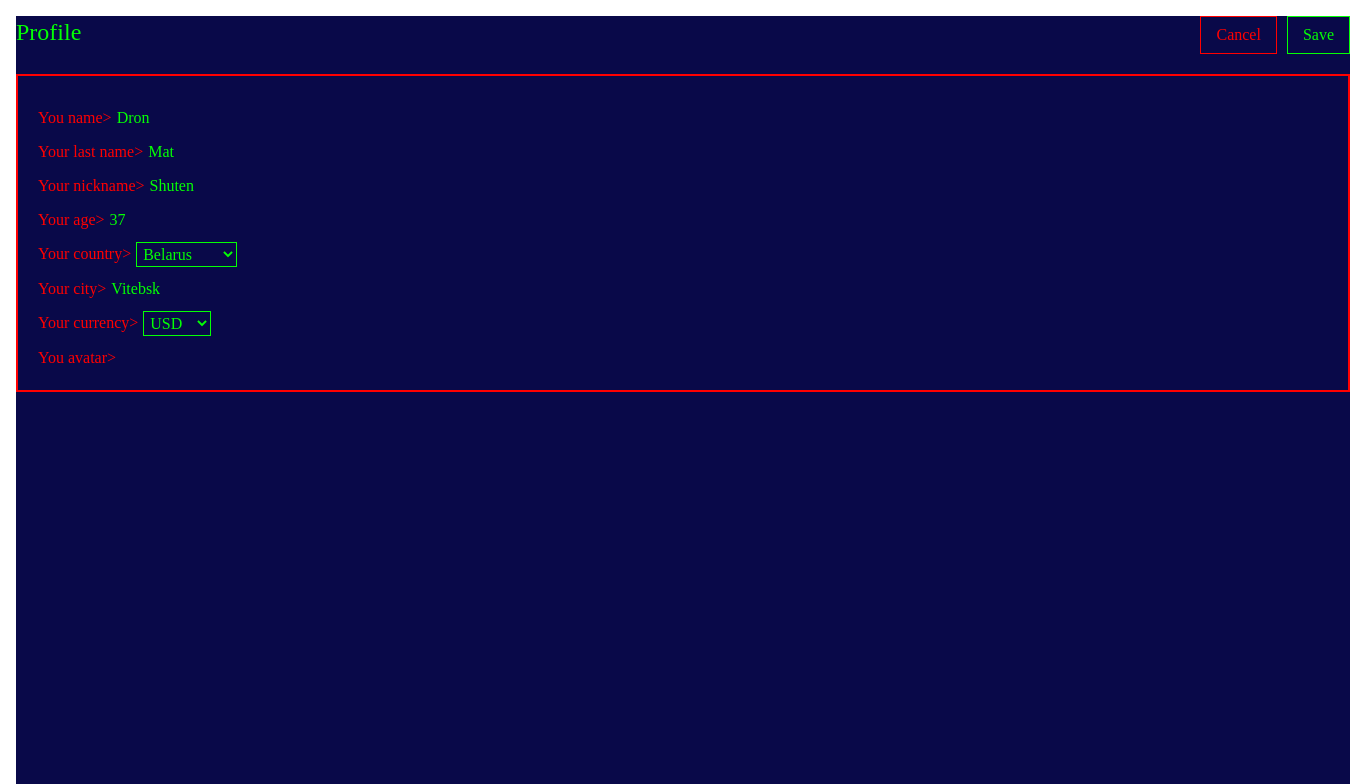 Profile
Cancel
Save
You name> Dron
Your last name> Mat
Your nickname> Shuten
Your age> 37
Your country> Belarus
Your city> Vitebsk
Your currency> USD
You avatar>